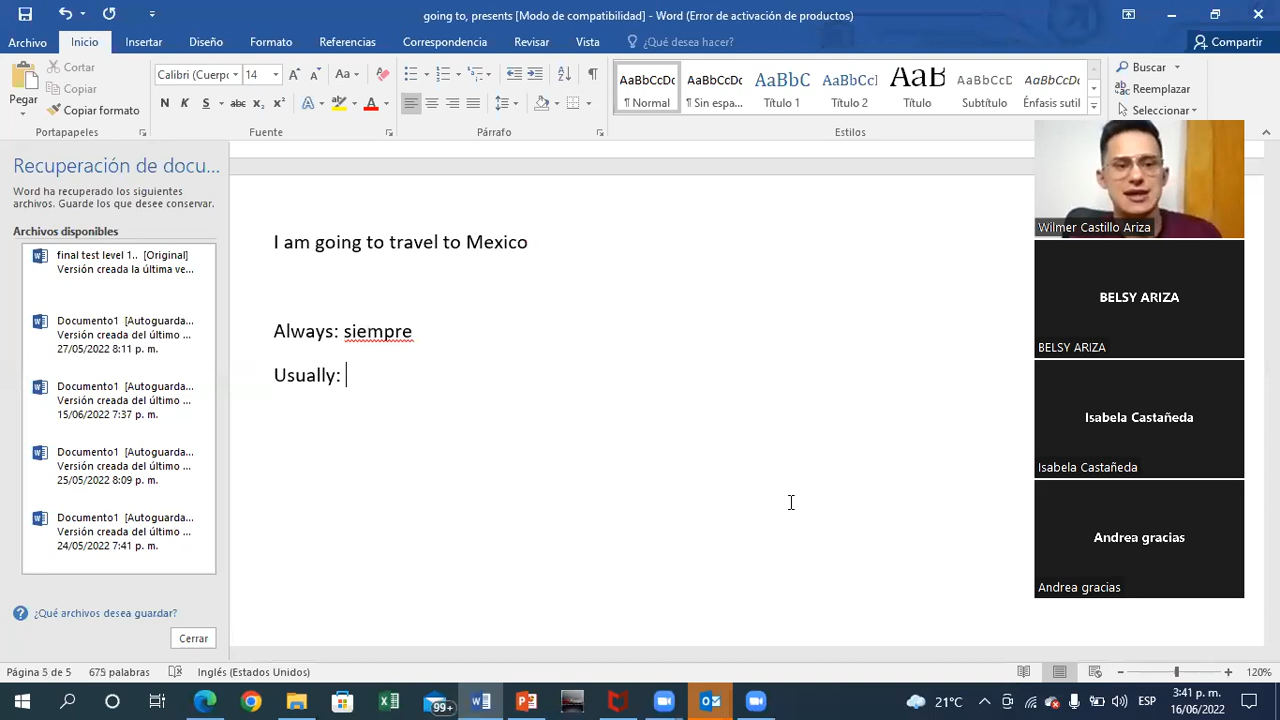 going to, presents [Modo de compatibilidad] - Word (Error de activación de productos)
Archivo Inicio Insertar Diseño Formato Referencias Correspondencia Revisar Vista ¿Qué desea hacer? Compartir
Pegar
Cortar
Copiar
Copiar formato
Calibri (Cuerpo 14
Aa
N K S abc x₂ x² A A
AaBbCcDc AaBbCcDc AaBbC AaBbCcI AaB AaBbCcD AaBbCcDc
¶ Normal ¶ Sin espa... Título 1 Título 2 Título Subtítulo Énfasis sutil
Buscar
Reemplazar
Seleccionar
Portapapeles Fuente Párrafo Estilos
Recuperación de docu...
Word ha recuperado los siguientes
archivos. Guarde los que desee conservar.
Archivos disponibles
final test level 1.. [Original]
Versión creada la última ve...
Documento1 [Autoguarda...
Versión creada del último ...
27/05/2022 8:11 p. m.
Documento1 [Autoguarda...
Versión creada del último ...
15/06/2022 7:37 p. m.
Documento1 [Autoguarda...
Versión creada del último ...
25/05/2022 8:09 p. m.
Documento1 [Autoguarda...
Versión creada del último ...
24/05/2022 7:41 p. m.
¿Qué archivos desea guardar?
Cerrar
I am going to travel to Mexico
Always: siempre
Usually:
Wilmer Castillo Ariza
BELSY ARIZA
BELSY ARIZA
Isabela Castañeda
Isabela Castañeda
Andrea gracias
Andrea gracias
Página 5 de 5 675 palabras Inglés (Estados Unidos) 120%
99+ 21°C ESP 3:41 p. m.
16/06/2022